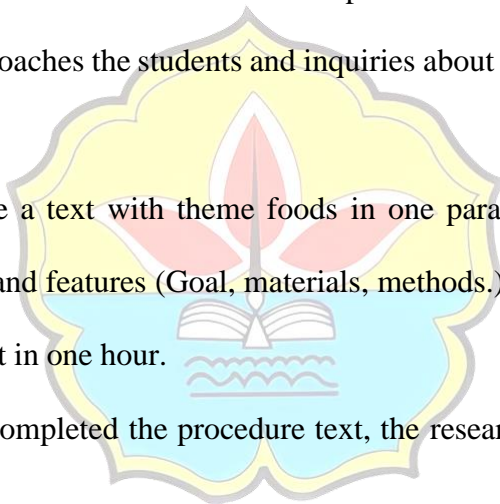 oaches the students and inquiries about
e a text with theme foods in one para
and features (Goal, materials, methods.)
t in one hour.
ompleted the procedure text, the resear